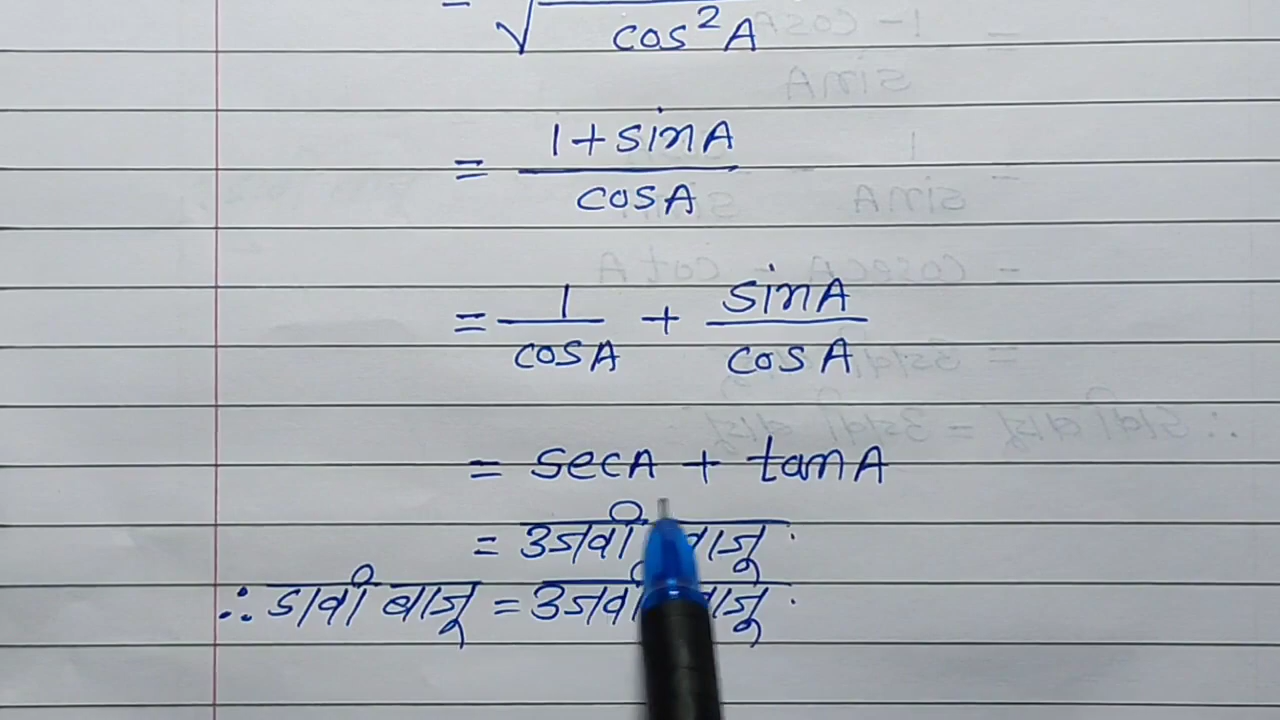 = √ cos²A
= 1+sinA / cosA
= 1 / cosA + sinA / cosA
= secA + tanA
= उजवी बाजू.
∴ डावी बाजू = उजवी बाजू.